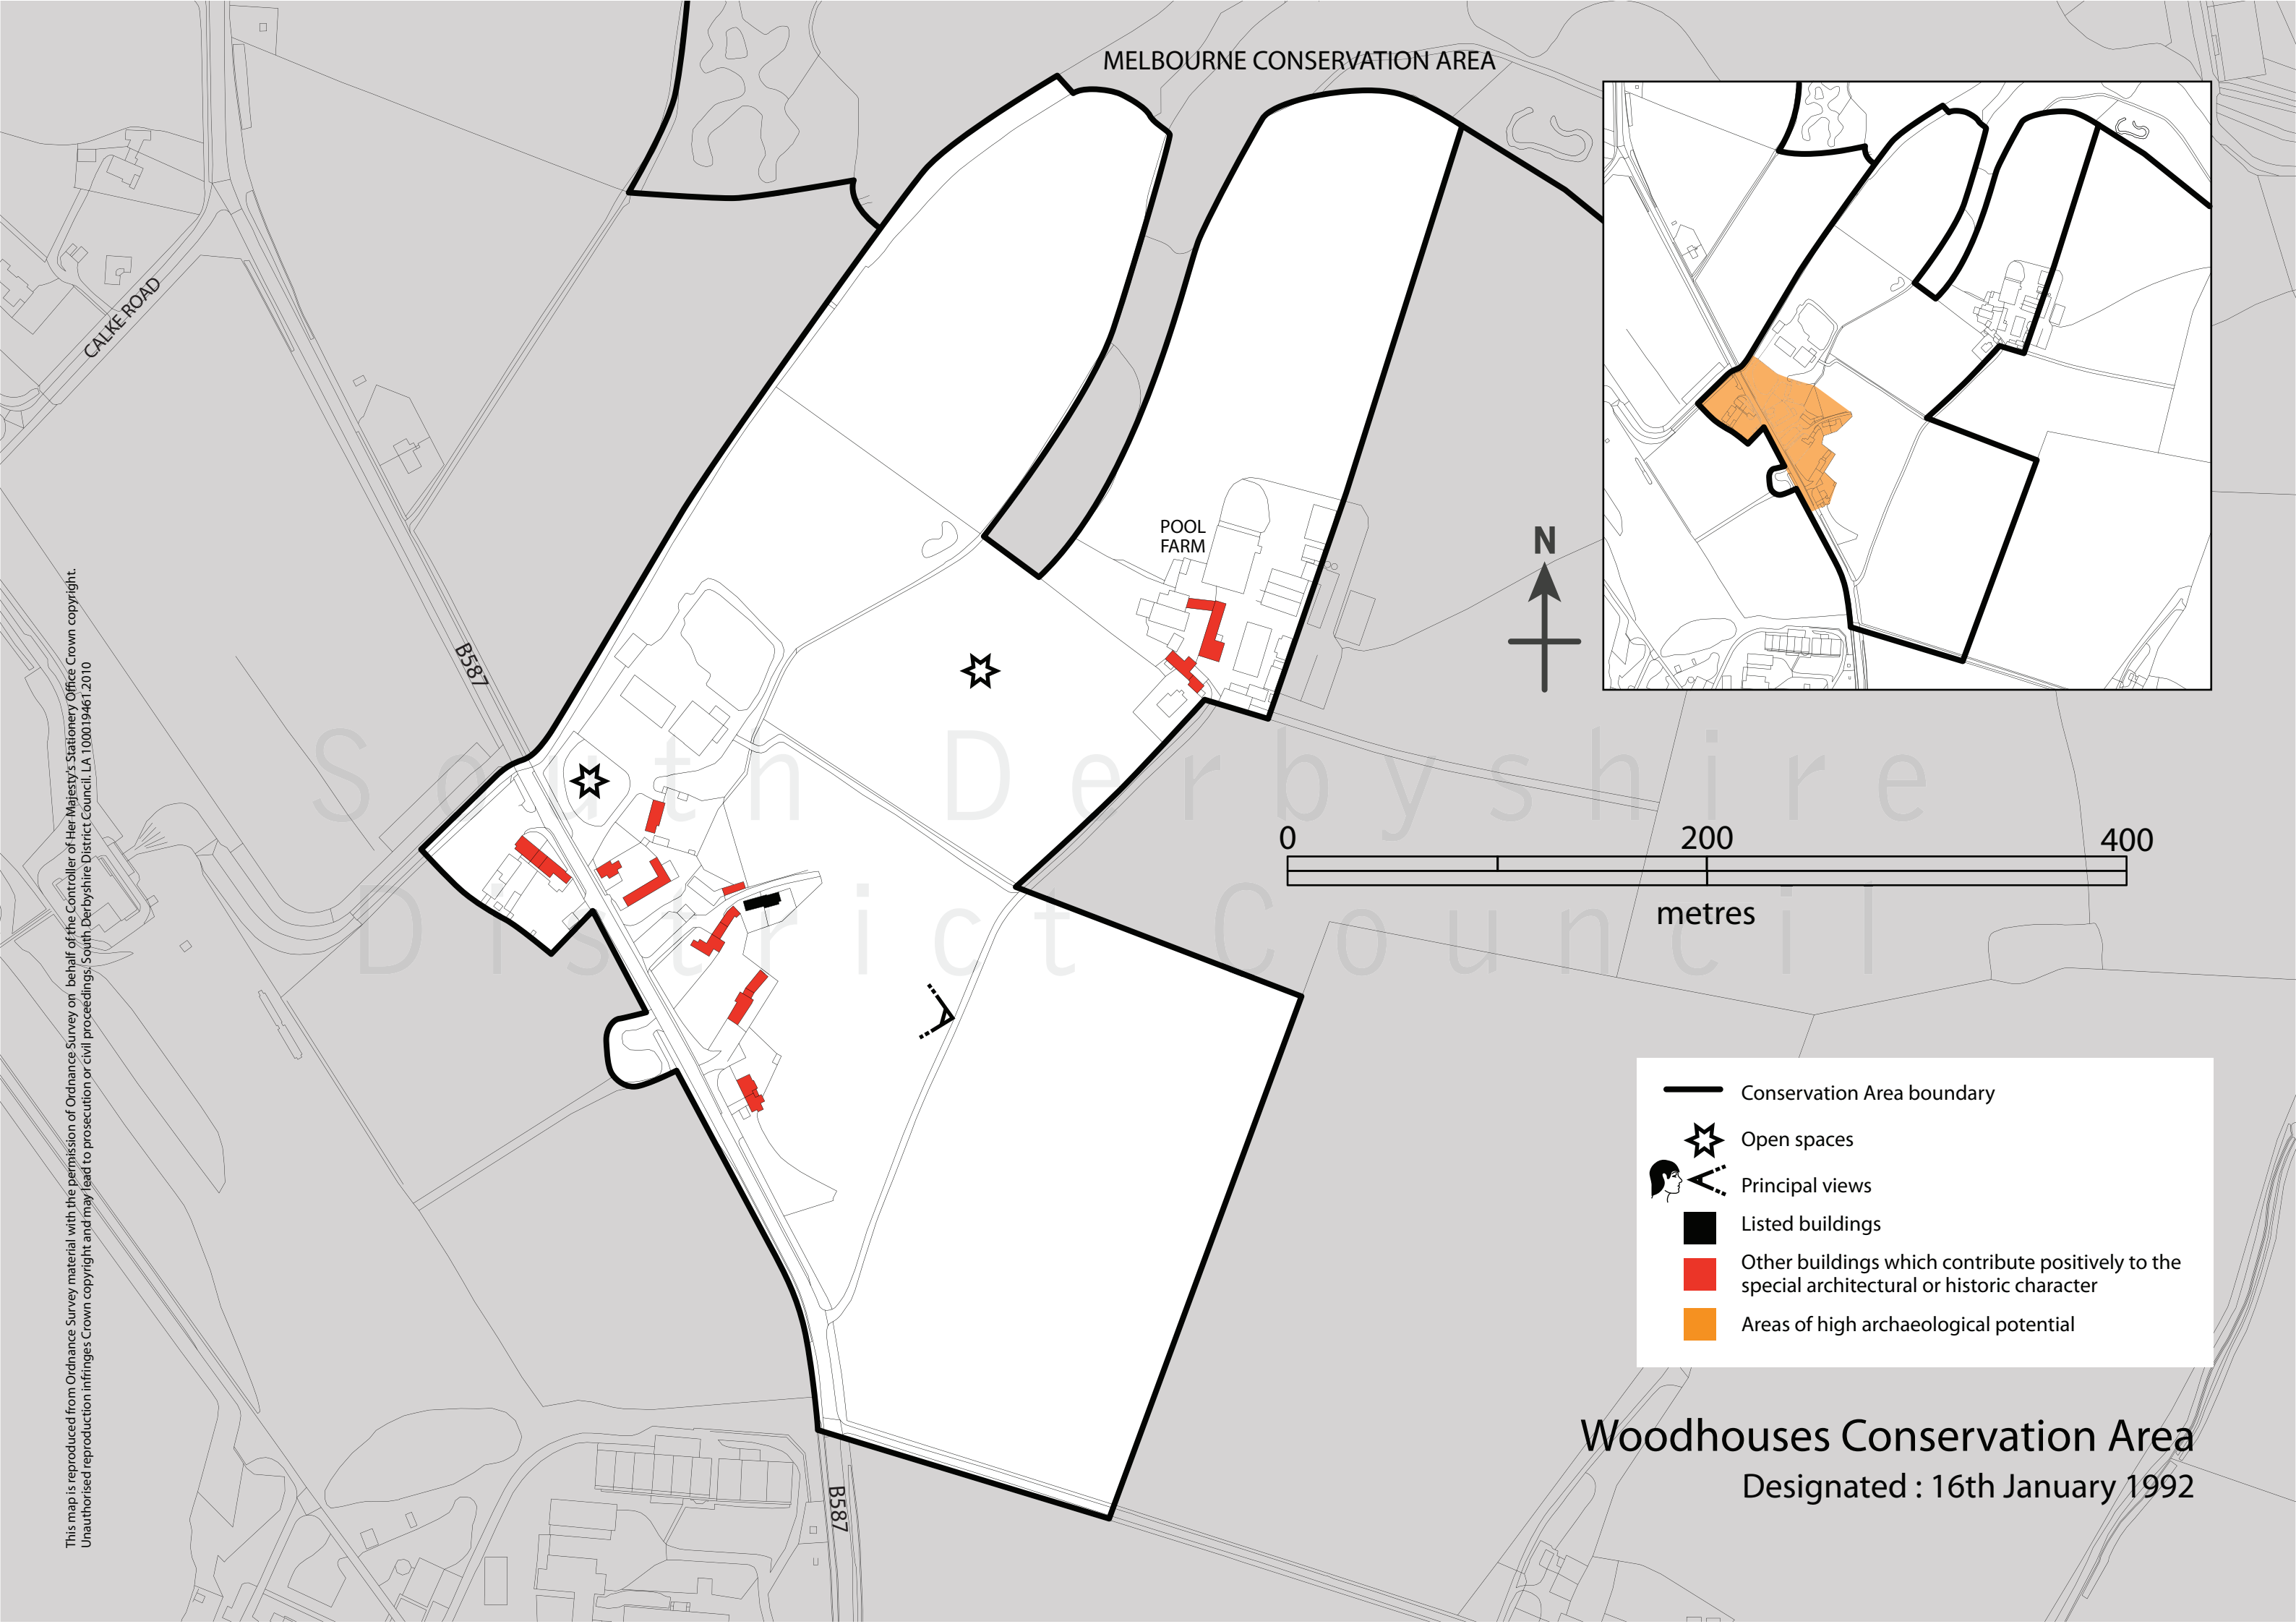 MELBOURNE CONSERVATION AREA
CALKE ROAD
POOL
FARM
N
B587
South Derbyshire
District Council
0
200
400
metres
Conservation Area boundary
Open spaces
Principal views
Listed buildings
Other buildings which contribute positively to the
special architectural or historic character
Areas of high archaeological potential
Woodhouses Conservation Area
Designated : 16th January 1992
B587
This map is reproduced from Ordnance Survey material with the permission of Ordnance Survey on behalf of the Controller of Her Majesty's Stationery Office Crown copyright.
Unauthorised reproduction infringes Crown copyright and may lead to prosecution or civil proceedings. South Derbyshire District Council. LA 100019461.2010